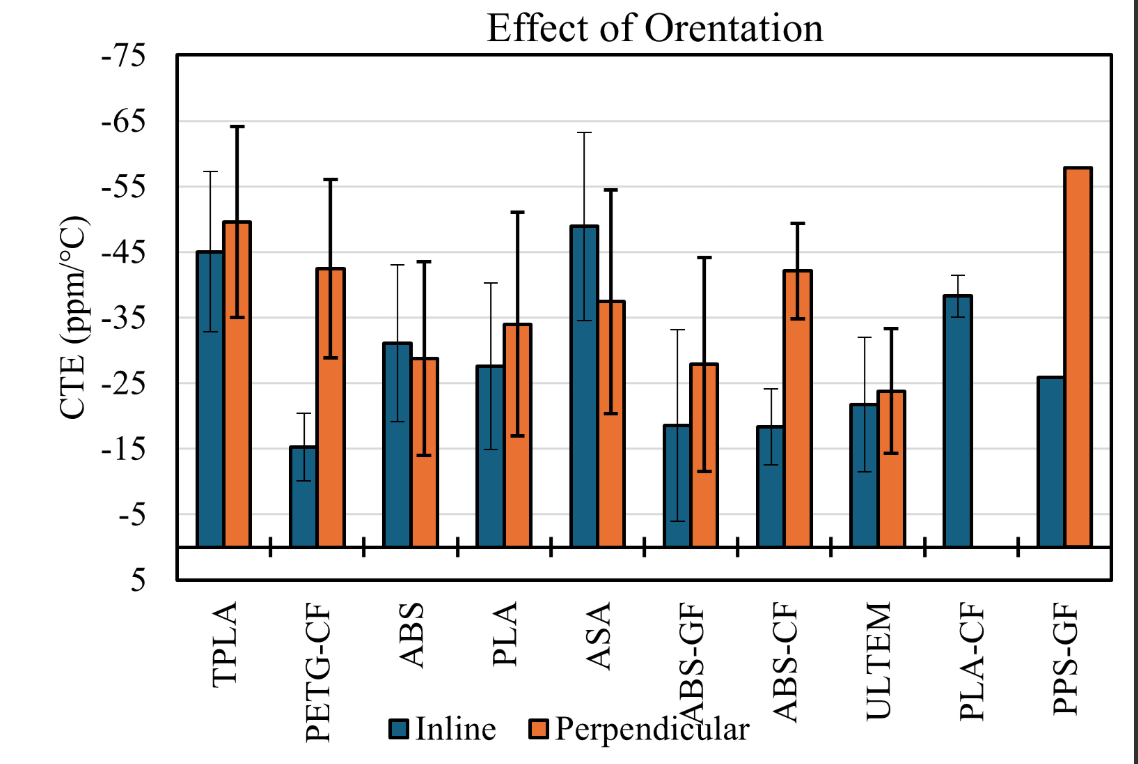 Effect of Orentation
-75
-65
-55
-45
-35
-25
-15
-5
5
CTE (ppm/°C)
TPLA
PETG-CF
ABS
PLA
ASA
ABS-GF
ABS-CF
ULTEM
PLA-CF
PPS-GF
Inline
Perpendicular